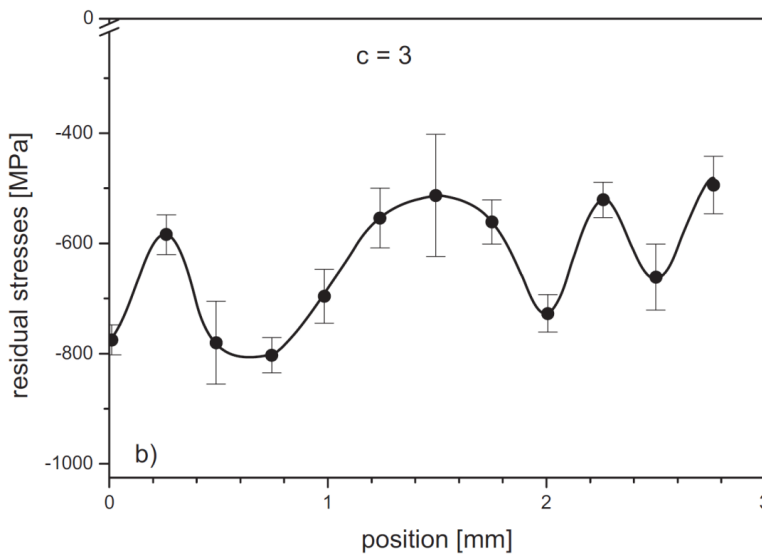 0
c = 3
-400
-600
-800
-1000
residual stresses [MPa]
b)
0
1
2
3
position [mm]